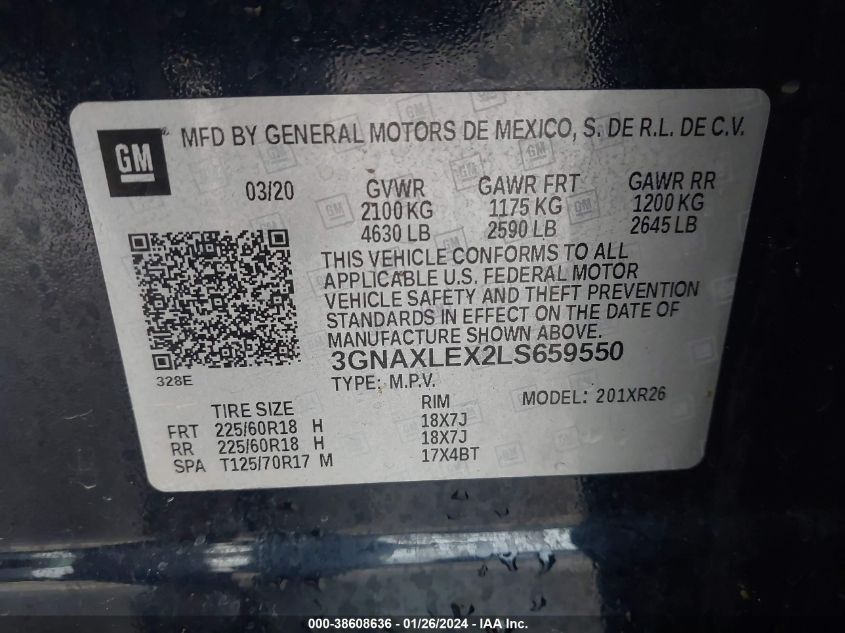 GM MFD BY GENERAL MOTORS DE MEXICO, S. DE R.L. DE C.V.
03/20 GVWR GAWR FRT GAWR RR
2100 KG 1175 KG 1200 KG
4630 LB 2590 LB 2645 LB
THIS VEHICLE CONFORMS TO ALL
APPLICABLE U.S. FEDERAL MOTOR
VEHICLE SAFETY AND THEFT PREVENTION
STANDARDS IN EFFECT ON THE DATE OF
MANUFACTURE SHOWN ABOVE.
3GNAXLEX2LS659550
328E
TYPE: M.P.V. MODEL: 201XR26
TIRE SIZE RIM
FRT 225/60R18 H 18X7J
RR 225/60R18 H 18X7J
SPA T125/70R17 M 17X4BT
000-38608636 - 01/26/2024 - IAA Inc.